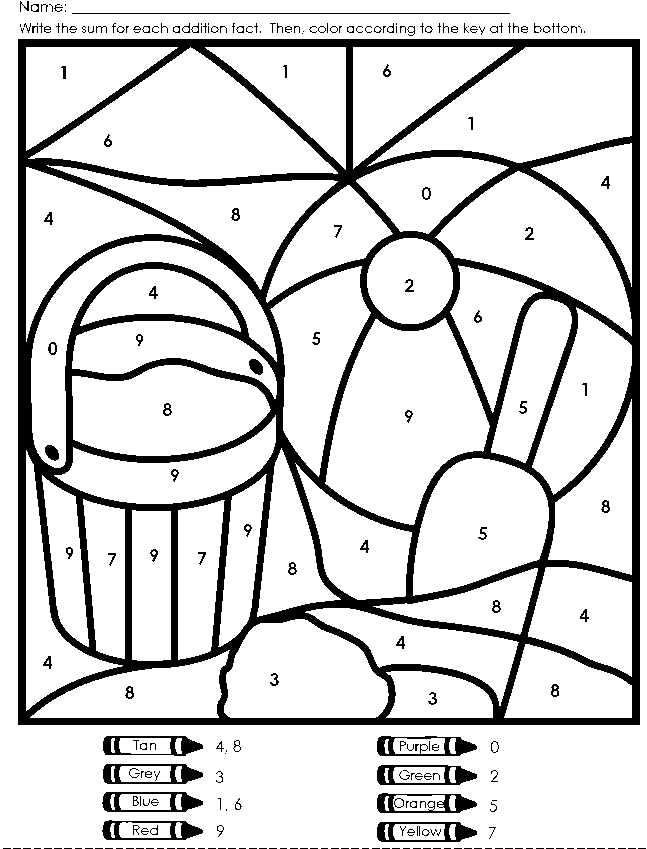 Name:
Write the sum for each addition fact.  Then, color according to the key at the bottom.
1 1 6
1
6
4
4 8 0
7 2
4 2
0 9 5 6
1
8 9 5
9
8
9 7 9 7 9 5
4
8
8 4
4
4
3
8 3 8
Tan 4, 8 Purple 0
Grey 3 Green 2
Blue 1, 6 Orange 5
Red 9 Yellow 7